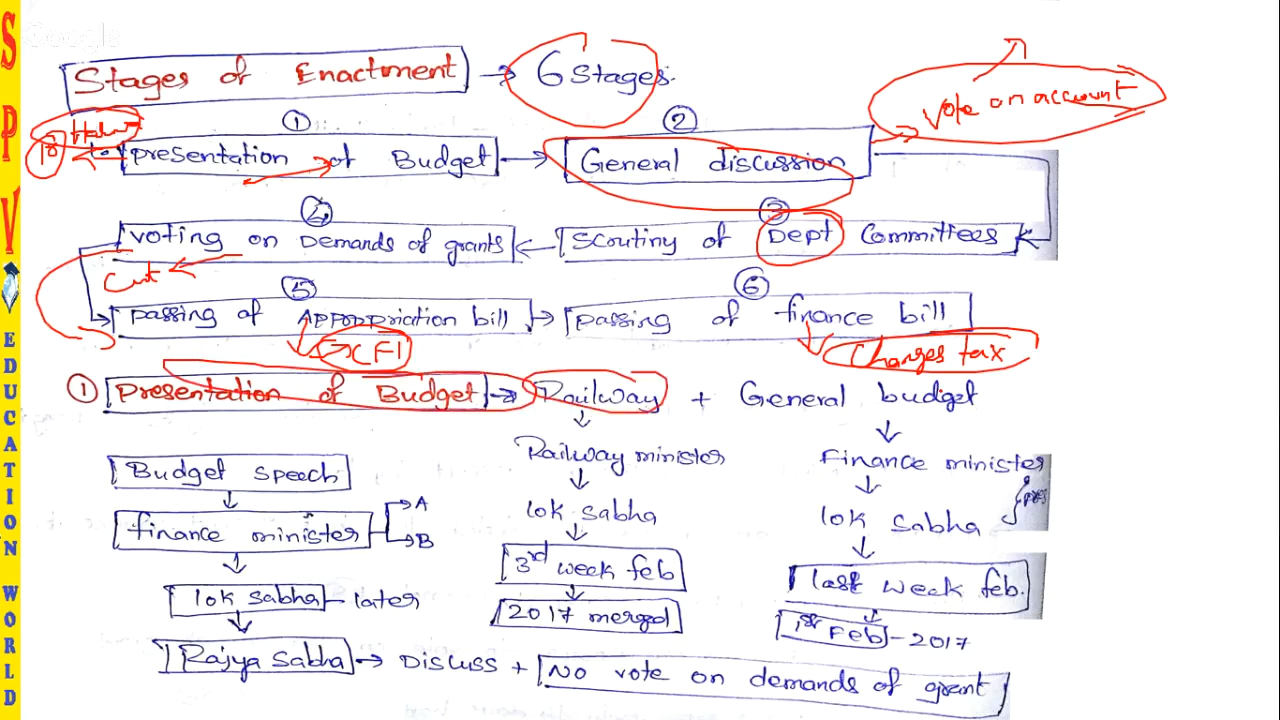 SPV EDUCATION WORLD
Google
Stages of Enactment → 6 Stages.
vote on account
① ②
presentation of Budget → General discussion
④ ③
voting on Demands of grants ← Scrutiny of Dept Committees
Cut ←
⑤ ⑥
passing of Appropriation bill → passing of finance bill
→ CFI
Changes tax
① Presentation of Budget → Railway + General budget
Railway minister
Finance minister
Budget speech
lok sabha
lok sabha
finance minister
A
B
3rd week feb
last week feb.
lok sabha – later
2017 merged
1st Feb – 2017
Rajya Sabha → Discuss + No vote on demands of grant